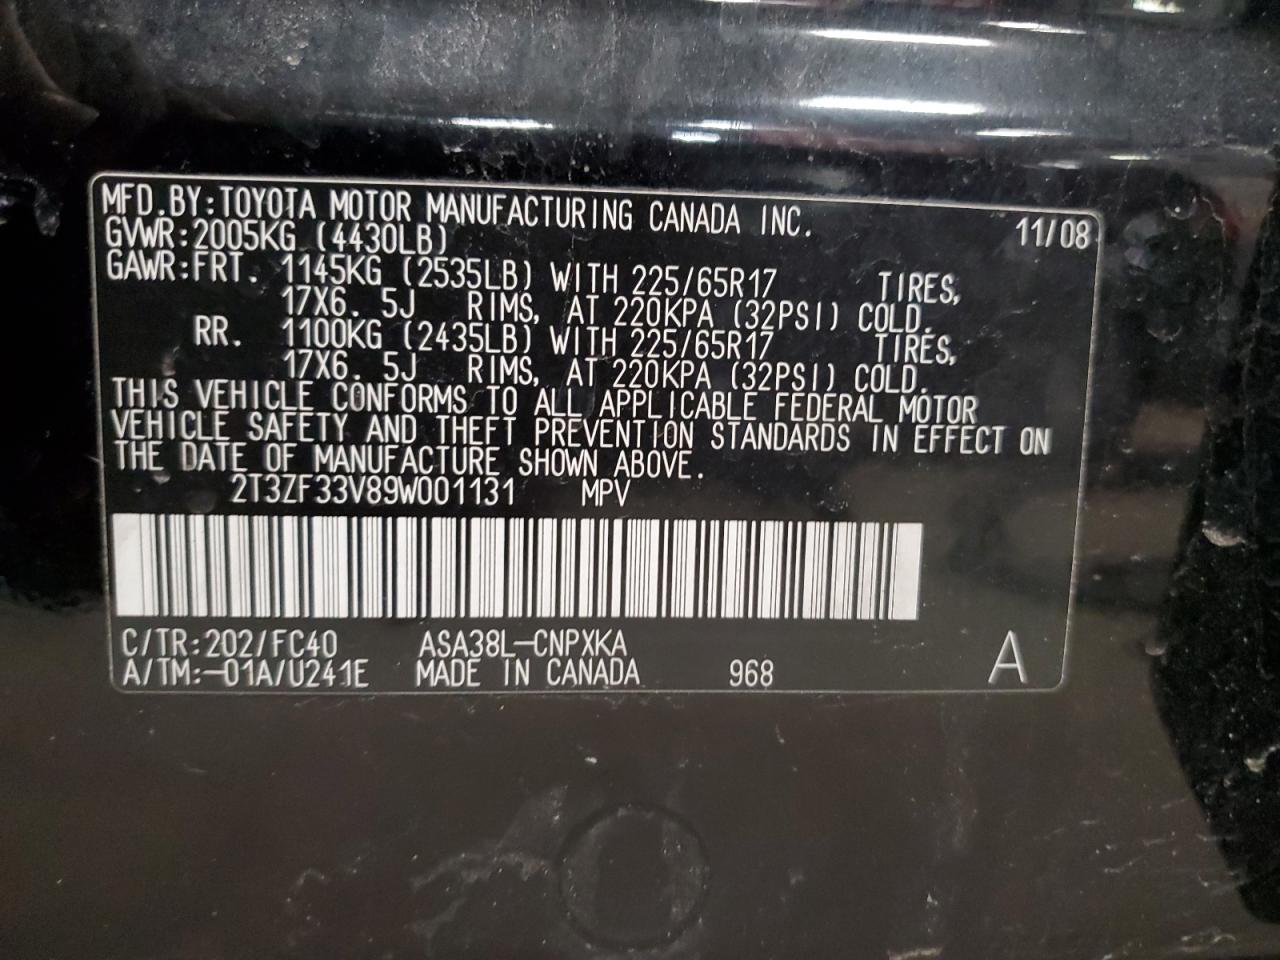 MFD.BY:TOYOTA MOTOR MANUFACTURING CANADA INC. 11/08
GVWR:2005KG (4430LB)
GAWR:FRT. 1145KG (2535LB) WITH 225/65R17 TIRES,
17X6.5J RIMS, AT 220KPA (32PSI) COLD.
RR. 1100KG (2435LB) WITH 225/65R17 TIRES,
17X6.5J RIMS, AT 220KPA (32PSI) COLD.
THIS VEHICLE CONFORMS TO ALL APPLICABLE FEDERAL MOTOR
VEHICLE SAFETY AND THEFT PREVENTION STANDARDS IN EFFECT ON
THE DATE OF MANUFACTURE SHOWN ABOVE.
2T3ZF33V89W001131 MPV
C/TR:202/FC40 ASA38L-CNPXKA
A/TM:-01A/U241E MADE IN CANADA 968 A